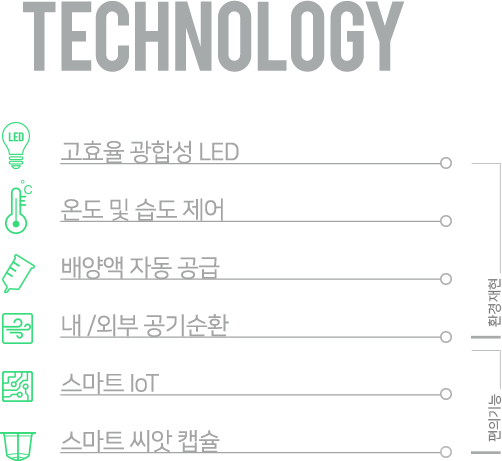 TECHNOLOGY
LED
고효율 광합성 LED
°C
온도 및 습도 제어
배양액 자동 공급
내 /외부 공기순환
환경재현
스마트 IoT
스마트 씨앗 캡슐
편의기능